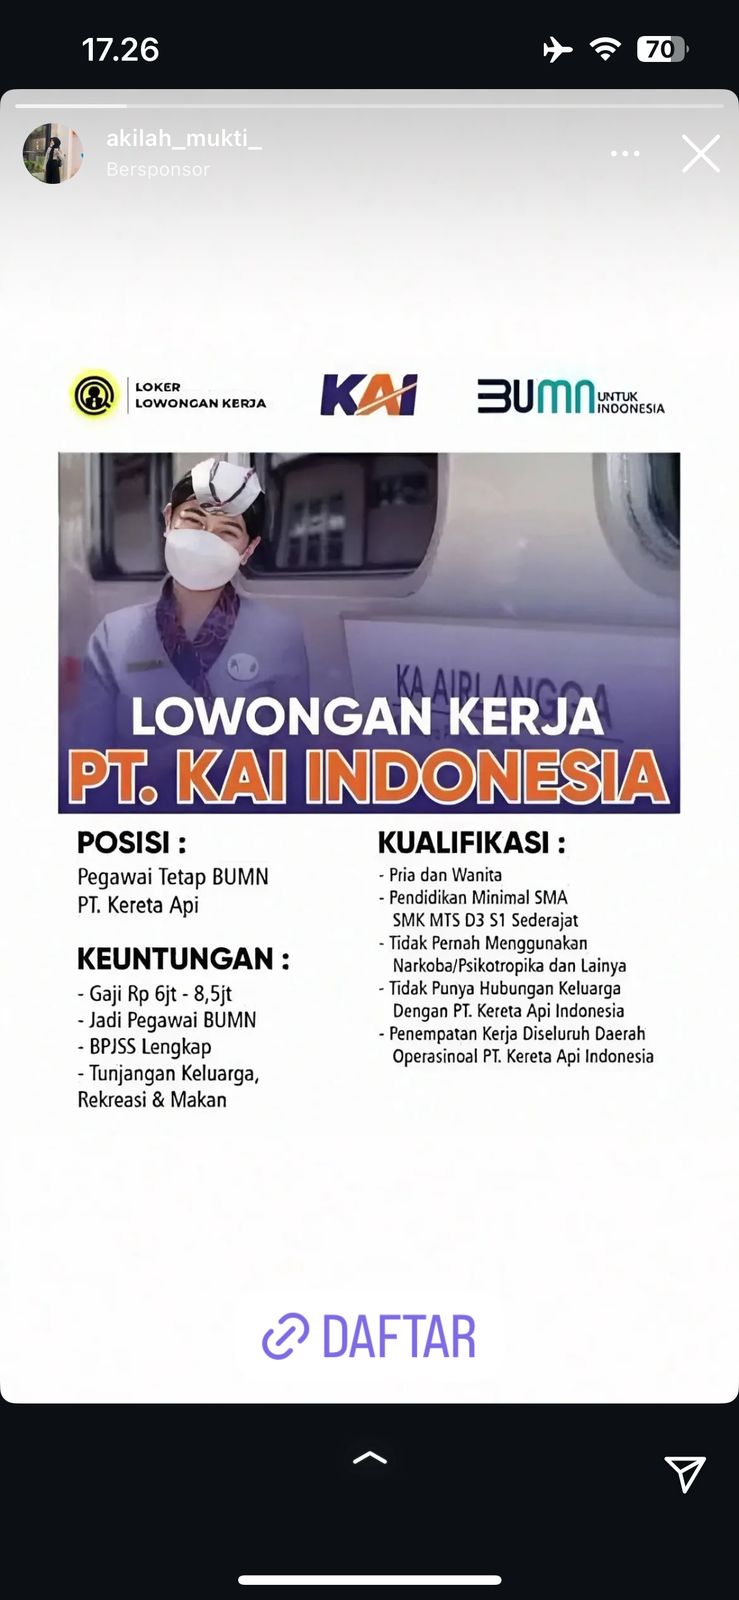 17.26
70
akilah_mukti_
Bersponsor
LOKER
LOWONGAN KERJA
KAI
BUMN UNTUK
INDONESIA
KA AIRLANGGA
LOWONGAN KERJA
PT. KAI INDONESIA
POSISI :
Pegawai Tetap BUMN
PT. Kereta Api
KEUNTUNGAN :
- Gaji Rp 6jt - 8,5jt
- Jadi Pegawai BUMN
- BPJSS Lengkap
- Tunjangan Keluarga,
Rekreasi & Makan
KUALIFIKASI :
- Pria dan Wanita
- Pendidikan Minimal SMA
SMK MTS D3 S1 Sederajat
- Tidak Pernah Menggunakan
Narkoba/Psikotropika dan Lainya
- Tidak Punya Hubungan Keluarga
Dengan PT. Kereta Api Indonesia
- Penempatan Kerja Diseluruh Daerah
Operasinoal PT. Kereta Api Indonesia
DAFTAR